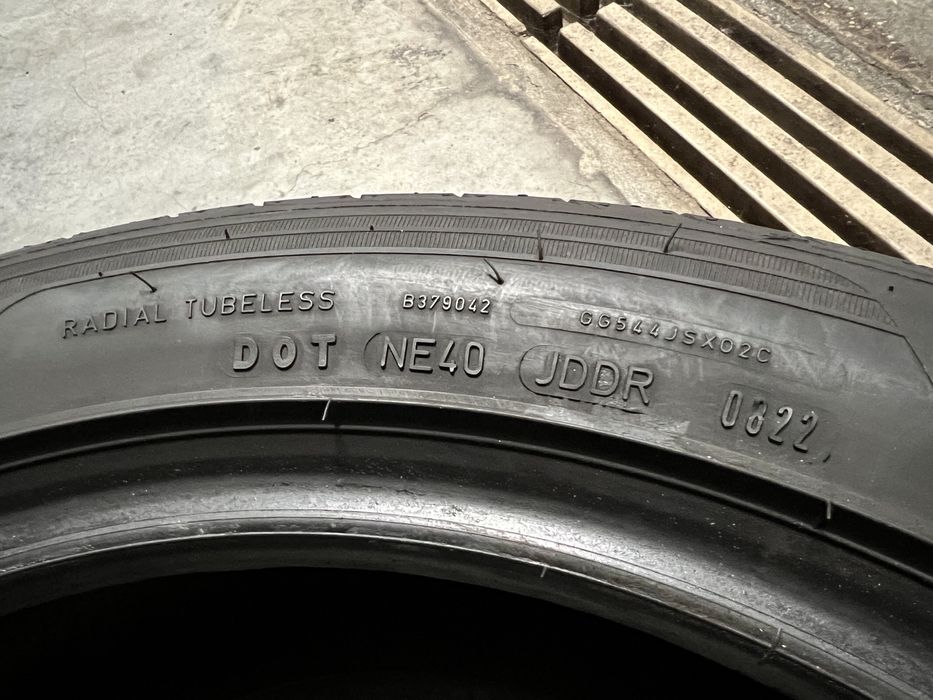 RADIAL TUBELESS B379042 GG544JSX02C
DOT NE40 JDDR 0822